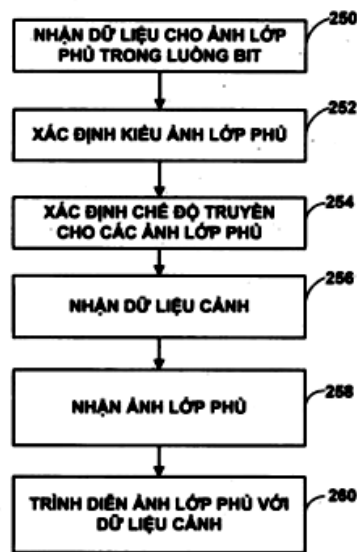 NHẬN DỮ LIỆU CHO ẢNH LỚP
PHỦ TRONG LUỒNG BIT
250
XÁC ĐỊNH KIỂU ẢNH LỚP PHỦ
252
XÁC ĐỊNH CHẾ ĐỘ TRUYỀN
CHO CÁC ẢNH LỚP PHỦ
254
NHẬN DỮ LIỆU CẢNH
256
NHẬN ẢNH LỚP PHỦ
258
TRÌNH DIỄN ẢNH LỚP PHỦ VỚI
DỮ LIỆU CẢNH
260